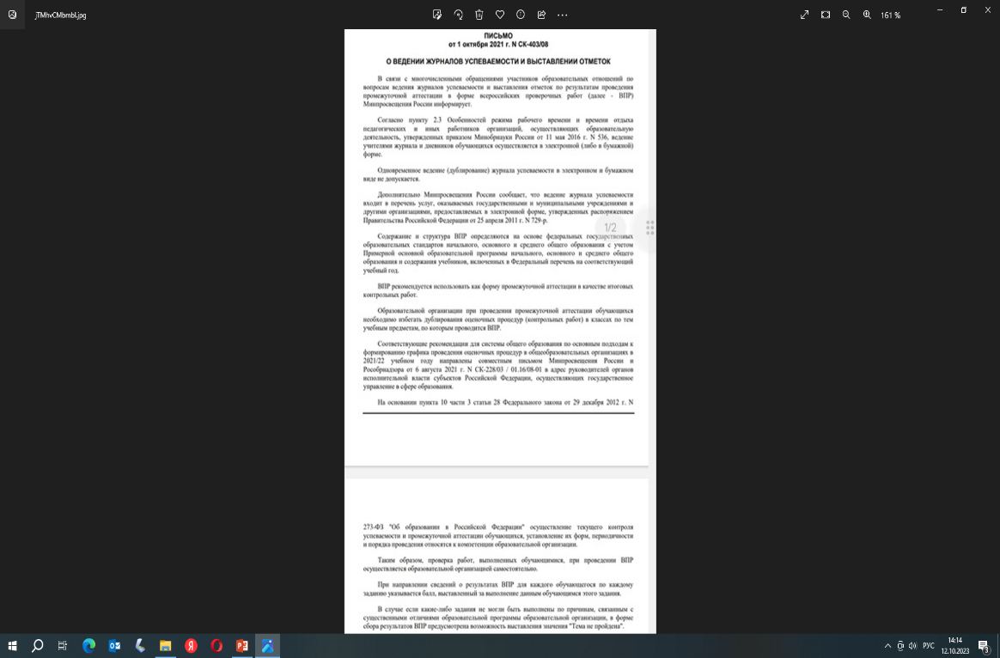 jTMhvCMbmbI.jpg
161 %
ПИСЬМО
от 1 октября 2021 г. N СК-403/08
О ВЕДЕНИИ ЖУРНАЛОВ УСПЕВАЕМОСТИ И ВЫСТАВЛЕНИИ ОТМЕТОК
В связи с многочисленными обращениями участников образовательных отношений по
вопросам ведения журналов успеваемости и выставления отметок по результатам проведения
промежуточной аттестации в форме всероссийских проверочных работ (далее - ВПР)
Минпросвещения России информирует.
Согласно пункту 2.3 Особенностей режима рабочего времени и времени отдыха
педагогических и иных работников организаций, осуществляющих образовательную
деятельность, утвержденных приказом Минобрнауки России от 11 мая 2016 г. N 536, ведение
учителями журнала и дневников обучающихся осуществляется в электронной (либо в бумажной)
форме.
Одновременное ведение (дублирование) журнала успеваемости в электронном и бумажном
виде не допускается.
Дополнительно Минпросвещения России сообщает, что ведение журнала успеваемости
входит в перечень услуг, оказываемых государственными и муниципальными учреждениями и
другими организациями, предоставляемых в электронной форме, утвержденных распоряжением
Правительства Российской Федерации от 25 апреля 2011 г. N 729-р.
1/2
Содержание и структура ВПР определяются на основе федеральных государственных
образовательных стандартов начального, основного и среднего общего образования с учетом
Примерной основной образовательной программы начального, основного и среднего общего
образования и содержания учебников, включенных в Федеральный перечень на соответствующий
учебный год.
ВПР рекомендуется использовать как форму промежуточной аттестации в качестве итоговых
контрольных работ.
Образовательной организации при проведении промежуточной аттестации обучающихся
необходимо избегать дублирования оценочных процедур (контрольных работ) в классах по тем
учебным предметам, по которым проводится ВПР.
Соответствующие рекомендации для системы общего образования по основным подходам к
формированию графика проведения оценочных процедур в общеобразовательных организациях в
2021/22 учебном году направлены совместным письмом Минпросвещения России и
Рособрнадзора от 6 августа 2021 г. N СК-228/03 / 01.16/08-01 в адрес руководителей органов
исполнительной власти субъектов Российской Федерации, осуществляющих государственное
управление в сфере образования.
На основании пункта 10 части 3 статьи 28 Федерального закона от 29 декабря 2012 г. N
273-ФЗ "Об образовании в Российской Федерации" осуществление текущего контроля
успеваемости и промежуточной аттестации обучающихся, установление их форм, периодичности
и порядка проведения относятся к компетенции образовательной организации.
Таким образом, проверка работ, выполненных обучающимися, при проведении ВПР
осуществляется образовательной организацией самостоятельно.
При направлении сведений о результатах ВПР для каждого обучающегося по каждому
заданию указывается балл, выставленный за выполнение данным обучающимся этого задания.
В случае если какие-либо задания не могли быть выполнены по причинам, связанным с
существенными отличиями образовательной программы образовательной организации, в форме
сбора результатов ВПР предусмотрена возможность выставления значения "Тема не пройдена".
РУС
14:14
12.10.2023
3